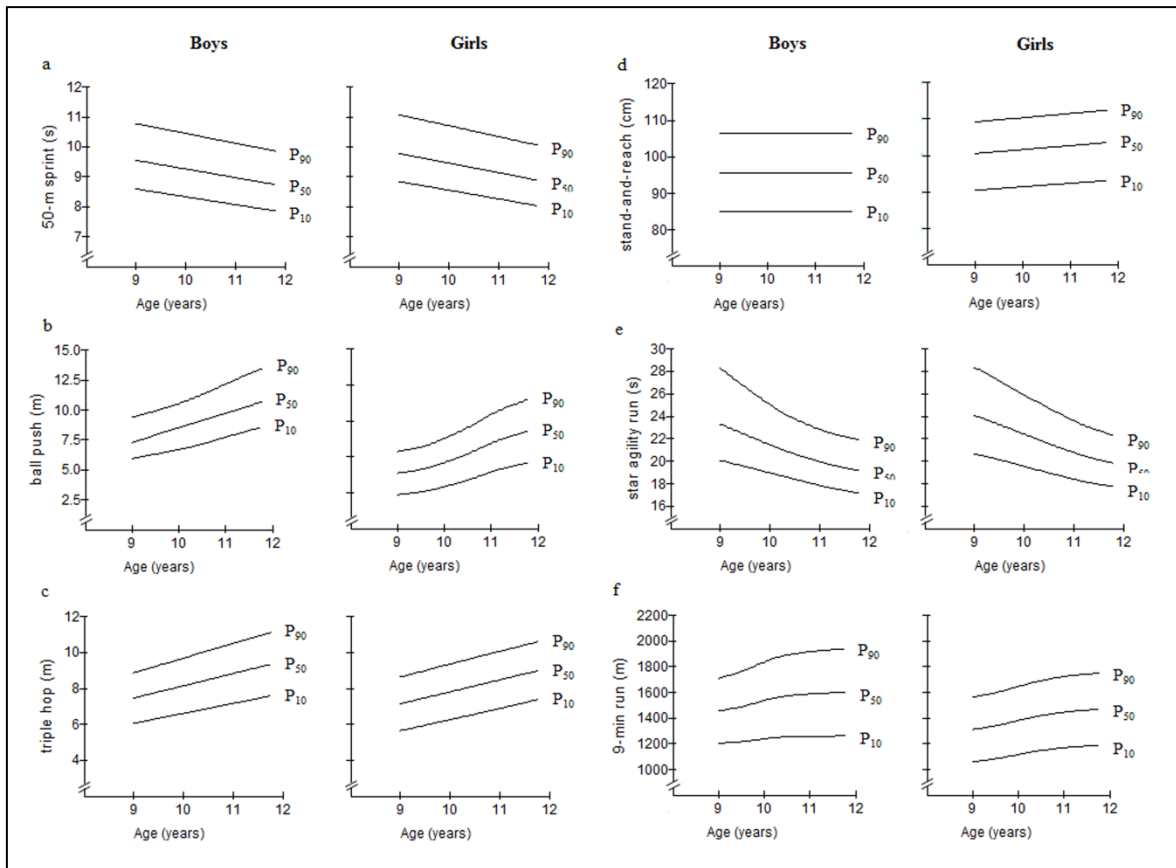 Boys Girls Boys Girls
a
12
11
10
9
8
7
50-m sprint (s)
P90
P50
P10
9 10 11 12
Age (years)
P90
P50
P10
9 10 11 12
Age (years)
d
120
110
100
90
80
stand-and-reach (cm)
P90
P50
P10
9 10 11 12
Age (years)
P90
P50
P10
9 10 11 12
Age (years)
b
15.0
12.5
10.0
7.5
5.0
2.5
ball push (m)
P90
P50
P10
9 10 11 12
Age (years)
P90
P50
P10
9 10 11 12
Age (years)
e
30
28
26
24
22
20
18
16
star agility run (s)
P90
P50
P10
9 10 11 12
Age (years)
P90
P50
P10
9 10 11 12
Age (years)
c
12
10
8
6
4
triple hop (m)
P90
P50
P10
9 10 11 12
Age (years)
P90
P50
P10
9 10 11 12
Age (years)
f
2200
2000
1800
1600
1400
1200
1000
9-min run (m)
P90
P50
P10
9 10 11 12
Age (years)
P90
P50
P10
9 10 11 12
Age (years)